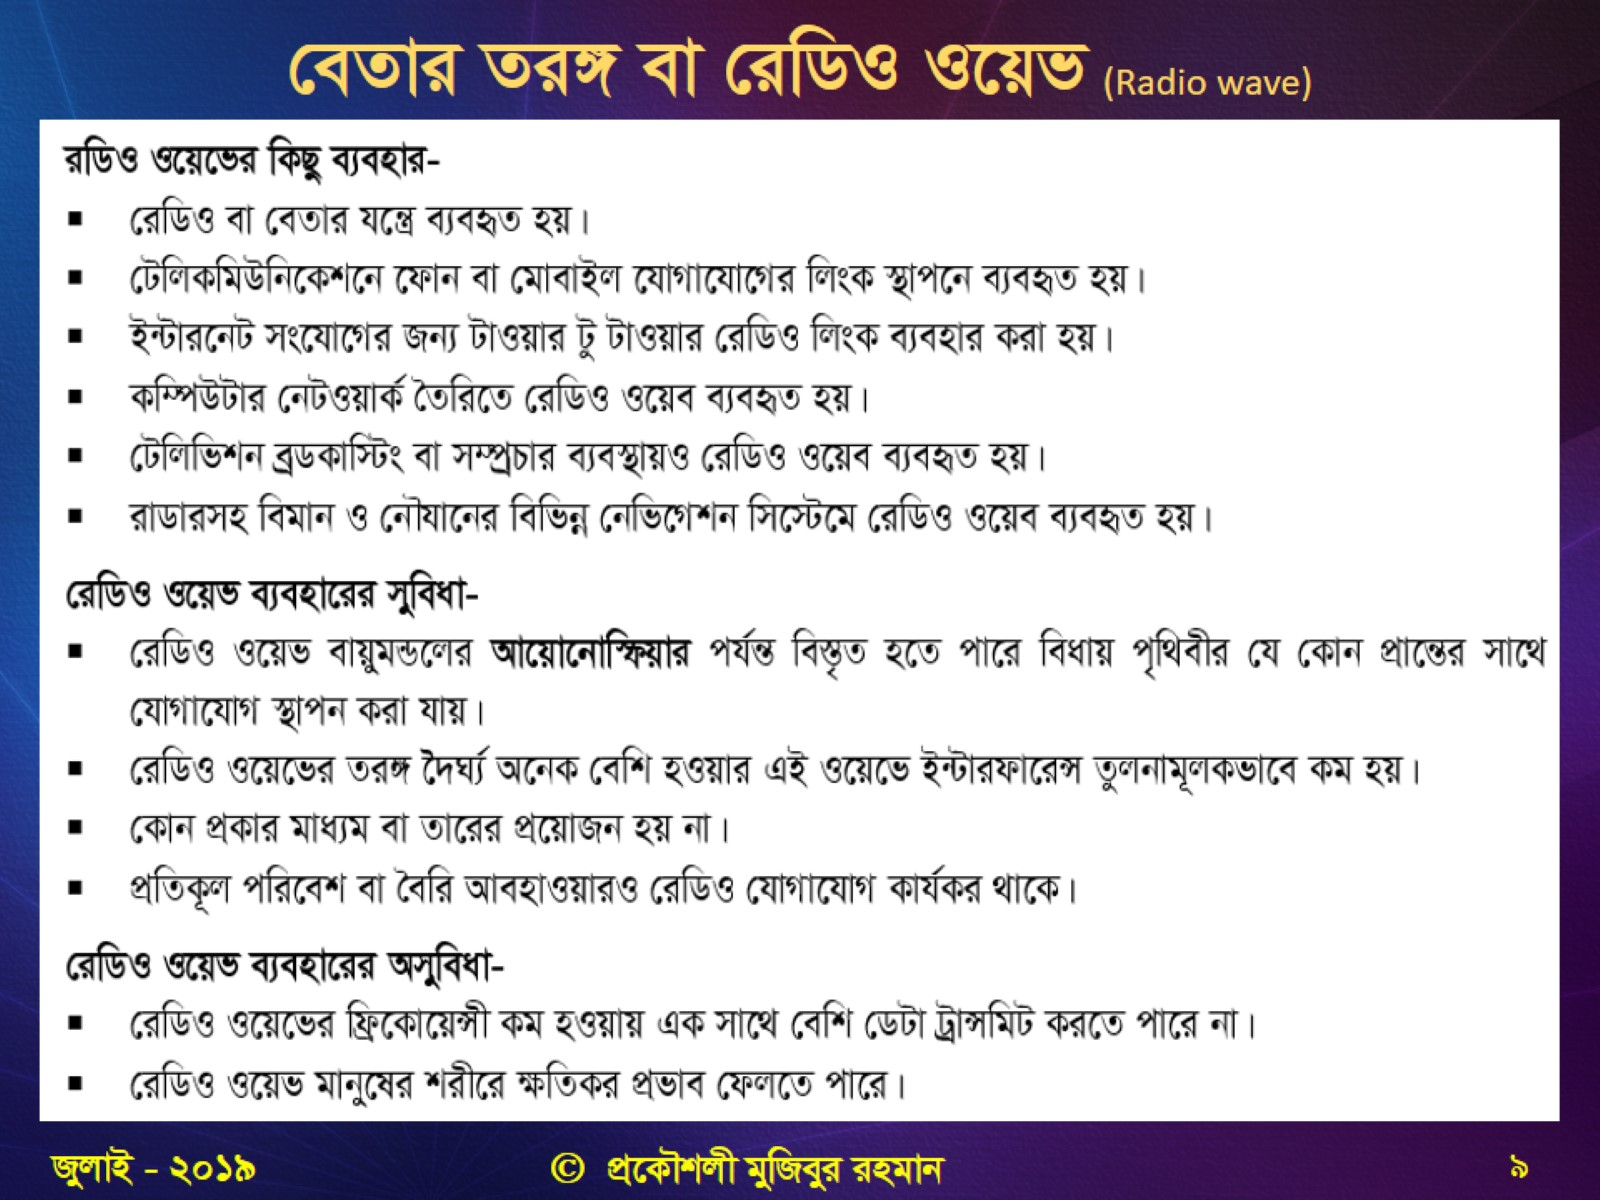 বেতার তরঙ্গ বা রেডিও ওয়েভ (Radio wave)
রডিও ওয়েভের কিছু ব্যবহার-
▪ রেডিও বা বেতার যন্ত্রে ব্যবহৃত হয়।
▪ টেলিকমিউনিকেশনে ফোন বা মোবাইল যোগাযোগের লিংক স্থাপনে ব্যবহৃত হয়।
▪ ইন্টারনেট সংযোগের জন্য টাওয়ার টু টাওয়ার রেডিও লিংক ব্যবহার করা হয়।
▪ কম্পিউটার নেটওয়ার্ক তৈরিতে রেডিও ওয়েব ব্যবহৃত হয়।
▪ টেলিভিশন ব্রডকাস্টিং বা সম্প্রচার ব্যবস্থায়ও রেডিও ওয়েব ব্যবহৃত হয়।
▪ রাডারসহ বিমান ও নৌযানের বিভিন্ন নেভিগেশন সিস্টেমে রেডিও ওয়েব ব্যবহৃত হয়।
রেডিও ওয়েভ ব্যবহারের সুবিধা-
▪ রেডিও ওয়েভ বায়ুমন্ডলের আয়োনোস্ফিয়ার পর্যন্ত বিস্তৃত হতে পারে বিধায় পৃথিবীর যে কোন প্রান্তের সাথে
যোগাযোগ স্থাপন করা যায়।
▪ রেডিও ওয়েভের তরঙ্গ দৈর্ঘ্য অনেক বেশি হওয়ার এই ওয়েভে ইন্টারফারেন্স তুলনামূলকভাবে কম হয়।
▪ কোন প্রকার মাধ্যম বা তারের প্রয়োজন হয় না।
▪ প্রতিকূল পরিবেশ বা বৈরি আবহাওয়ারও রেডিও যোগাযোগ কার্যকর থাকে।
রেডিও ওয়েভ ব্যবহারের অসুবিধা-
▪ রেডিও ওয়েভের ফ্রিকোয়েন্সী কম হওয়ায় এক সাথে বেশি ডেটা ট্রান্সমিট করতে পারে না।
▪ রেডিও ওয়েভ মানুষের শরীরে ক্ষতিকর প্রভাব ফেলতে পারে।
জুলাই - ২০১৯
© প্রকৌশলী মুজিবুর রহমান
৯